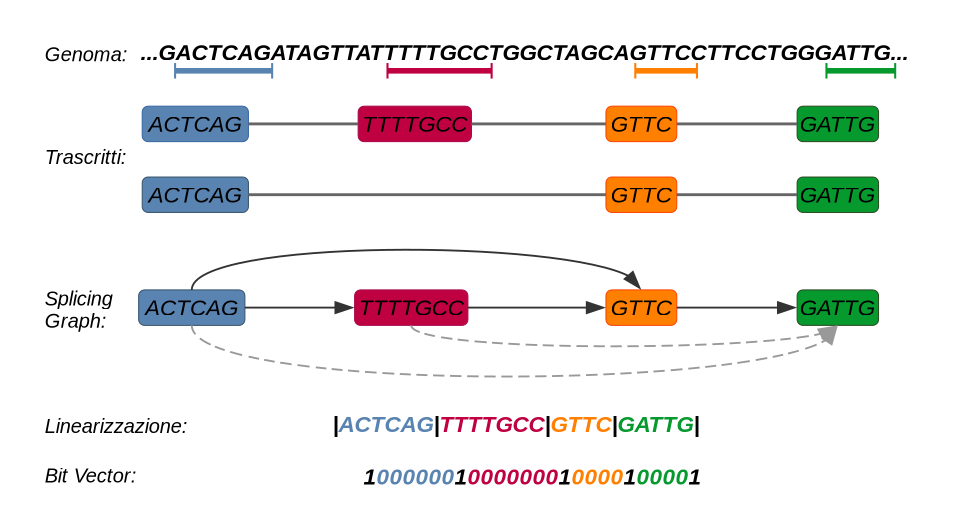 Genoma: ...GACTCAGATAGTTATTTTTGCCTGGCTAGCAGTTCCTTCCTGGGATTG...
ACTCAG TTTTGCC GTTC GATTG
Trascritti:
ACTCAG GTTC GATTG
Splicing
Graph:
ACTCAG TTTTGCC GTTC GATTG
Linearizzazione: |ACTCAG|TTTTGCC|GTTC|GATTG|
Bit Vector: 10000001000000010000100001